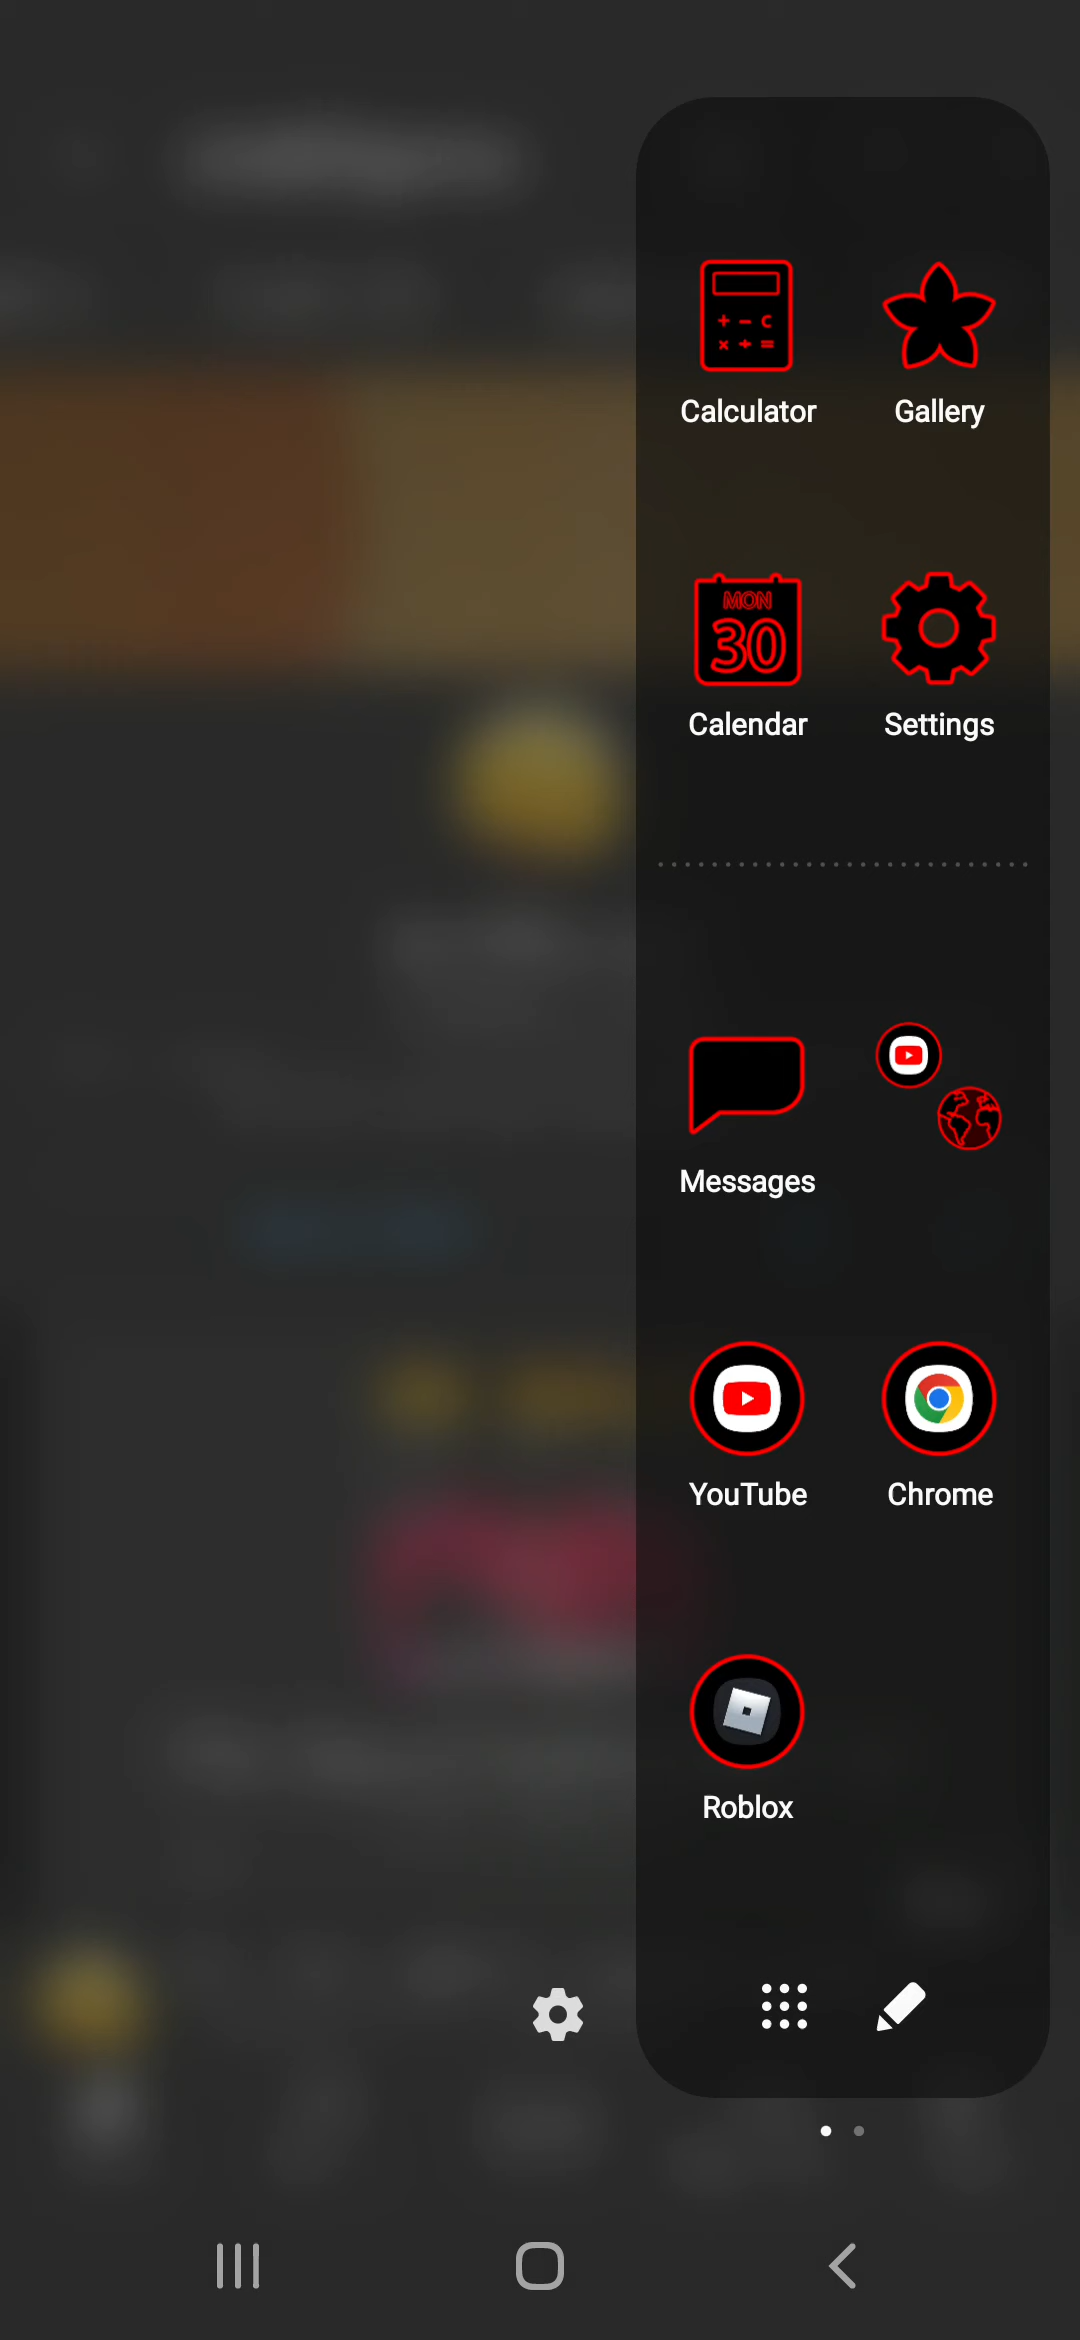 + − C
× ÷ =
Calculator
Gallery
MON
30
Calendar
Settings
Messages
YouTube
Chrome
Roblox